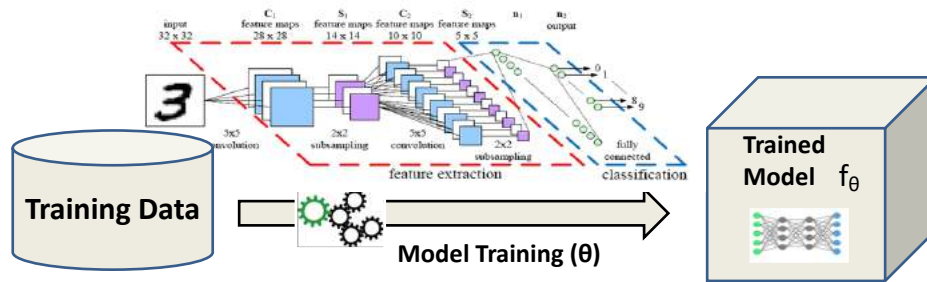 C1 S1 C2 S2 n1 n2
input feature maps feature maps feature maps feature maps output
32 x 32 28 x 28 14 x 14 10 x 10 5 x 5
3
0
1
8
9
5x5 2x2 5x5 2x2 fully
convolution subsampling convolution subsampling connected
feature extraction classification
Training Data
Model Training (θ)
Trained
Model fθ